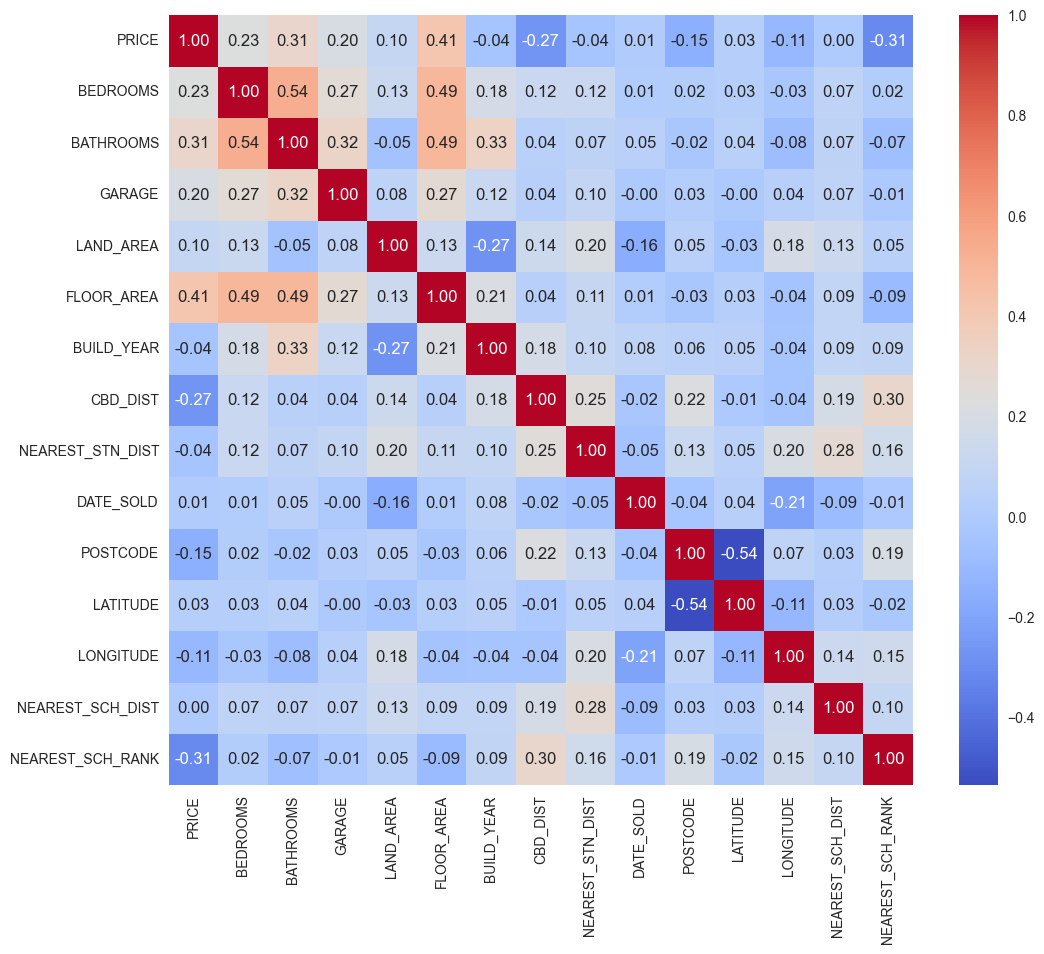 PRICE 1.00 0.23 0.31 0.20 0.10 0.41 -0.04 -0.27 -0.04 0.01 -0.15 0.03 -0.11 0.00 -0.31
BEDROOMS 0.23 1.00 0.54 0.27 0.13 0.49 0.18 0.12 0.12 0.01 0.02 0.03 -0.03 0.07 0.02
BATHROOMS 0.31 0.54 1.00 0.32 -0.05 0.49 0.33 0.04 0.07 0.05 -0.02 0.04 -0.08 0.07 -0.07
GARAGE 0.20 0.27 0.32 1.00 0.08 0.27 0.12 0.04 0.10 -0.00 0.03 -0.00 0.04 0.07 -0.01
LAND_AREA 0.10 0.13 -0.05 0.08 1.00 0.13 -0.27 0.14 0.20 -0.16 0.05 -0.03 0.18 0.13 0.05
FLOOR_AREA 0.41 0.49 0.49 0.27 0.13 1.00 0.21 0.04 0.11 0.01 -0.03 0.03 -0.04 0.09 -0.09
BUILD_YEAR -0.04 0.18 0.33 0.12 -0.27 0.21 1.00 0.18 0.10 0.08 0.06 0.05 -0.04 0.09 0.09
CBD_DIST -0.27 0.12 0.04 0.04 0.14 0.04 0.18 1.00 0.25 -0.02 0.22 -0.01 -0.04 0.19 0.30
NEAREST_STN_DIST -0.04 0.12 0.07 0.10 0.20 0.11 0.10 0.25 1.00 -0.05 0.13 0.05 0.20 0.28 0.16
DATE_SOLD 0.01 0.01 0.05 -0.00 -0.16 0.01 0.08 -0.02 -0.05 1.00 -0.04 0.04 -0.21 -0.09 -0.01
POSTCODE -0.15 0.02 -0.02 0.03 0.05 -0.03 0.06 0.22 0.13 -0.04 1.00 -0.54 0.07 0.03 0.19
LATITUDE 0.03 0.03 0.04 -0.00 -0.03 0.03 0.05 -0.01 0.05 0.04 -0.54 1.00 -0.11 0.03 -0.02
LONGITUDE -0.11 -0.03 -0.08 0.04 0.18 -0.04 -0.04 -0.04 0.20 -0.21 0.07 -0.11 1.00 0.14 0.15
NEAREST_SCH_DIST 0.00 0.07 0.07 0.07 0.13 0.09 0.09 0.19 0.28 -0.09 0.03 0.03 0.14 1.00 0.10
NEAREST_SCH_RANK -0.31 0.02 -0.07 -0.01 0.05 -0.09 0.09 0.30 0.16 -0.01 0.19 -0.02 0.15 0.10 1.00
PRICE
BEDROOMS
BATHROOMS
GARAGE
LAND_AREA
FLOOR_AREA
BUILD_YEAR
CBD_DIST
NEAREST_STN_DIST
DATE_SOLD
POSTCODE
LATITUDE
LONGITUDE
NEAREST_SCH_DIST
NEAREST_SCH_RANK
1.0
0.8
0.6
0.4
0.2
0.0
-0.2
-0.4